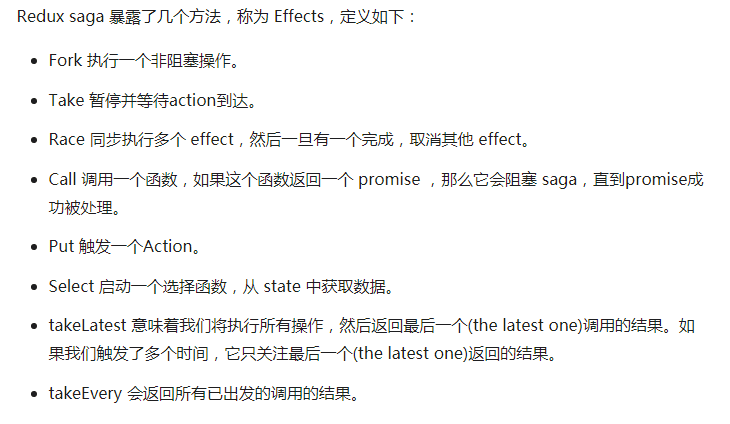 Redux saga 暴露了几个方法，称为 Effects，定义如下：
• Fork 执行一个非阻塞操作。
• Take 暂停并等待action到达。
• Race 同步执行多个 effect，然后一旦有一个完成，取消其他 effect。
• Call 调用一个函数，如果这个函数返回一个 promise ，那么它会阻塞 saga，直到promise成
功被处理。
• Put 触发一个Action。
• Select 启动一个选择函数，从 state 中获取数据。
• takeLatest 意味着我们将执行所有操作，然后返回最后一个(the latest one)调用的结果。如
果我们触发了多个时间，它只关注最后一个(the latest one)返回的结果。
• takeEvery 会返回所有已出发的调用的结果。